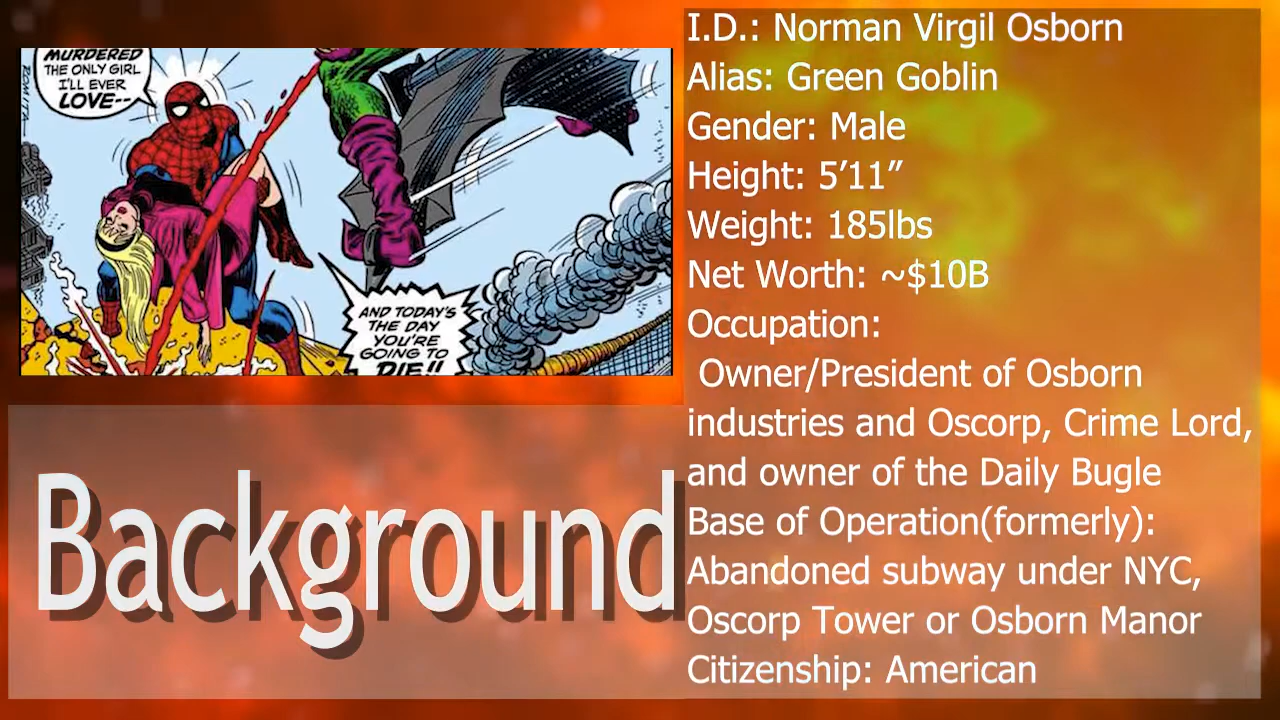 MURDERED
THE ONLY GIRL
I'LL EVER
LOVE--
ROMITA
AND TODAY'S
THE DAY
YOU'RE
GOING TO
DIE!!
Background
I.D.: Norman Virgil Osborn
Alias: Green Goblin
Gender: Male
Height: 5’11”
Weight: 185lbs
Net Worth: ~$10B
Occupation:
Owner/President of Osborn
industries and Oscorp, Crime Lord,
and owner of the Daily Bugle
Base of Operation(formerly):
Abandoned subway under NYC,
Oscorp Tower or Osborn Manor
Citizenship: American